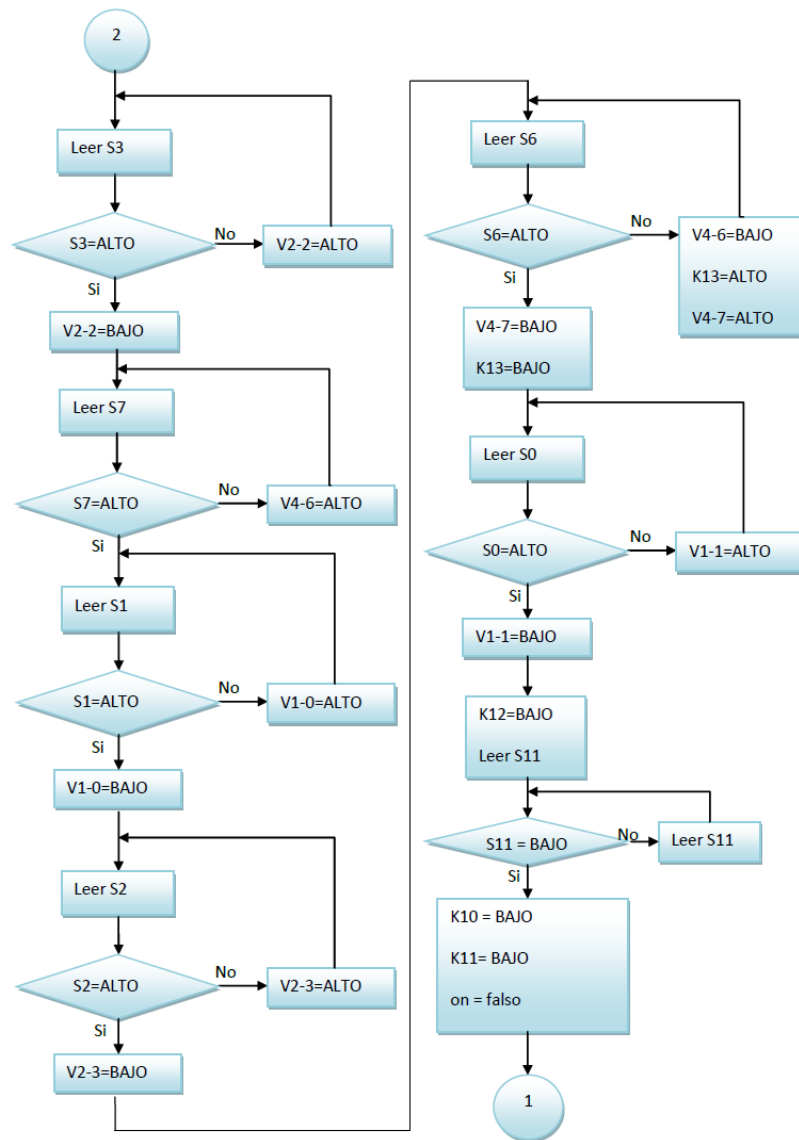 2
Leer S3
S3=ALTO
No
V2-2=ALTO
Si
V2-2=BAJO
Leer S7
S7=ALTO
No
V4-6=ALTO
Si
Leer S1
S1=ALTO
No
V1-0=ALTO
Si
V1-0=BAJO
Leer S2
S2=ALTO
No
V2-3=ALTO
Si
V2-3=BAJO
Leer S6
S6=ALTO
No
V4-6=BAJO
K13=ALTO
V4-7=ALTO
Si
V4-7=BAJO
K13=BAJO
Leer S0
S0=ALTO
No
V1-1=ALTO
Si
V1-1=BAJO
K12=BAJO
Leer S11
S11 = BAJO
No
Leer S11
Si
K10 = BAJO
K11= BAJO
on = falso
1